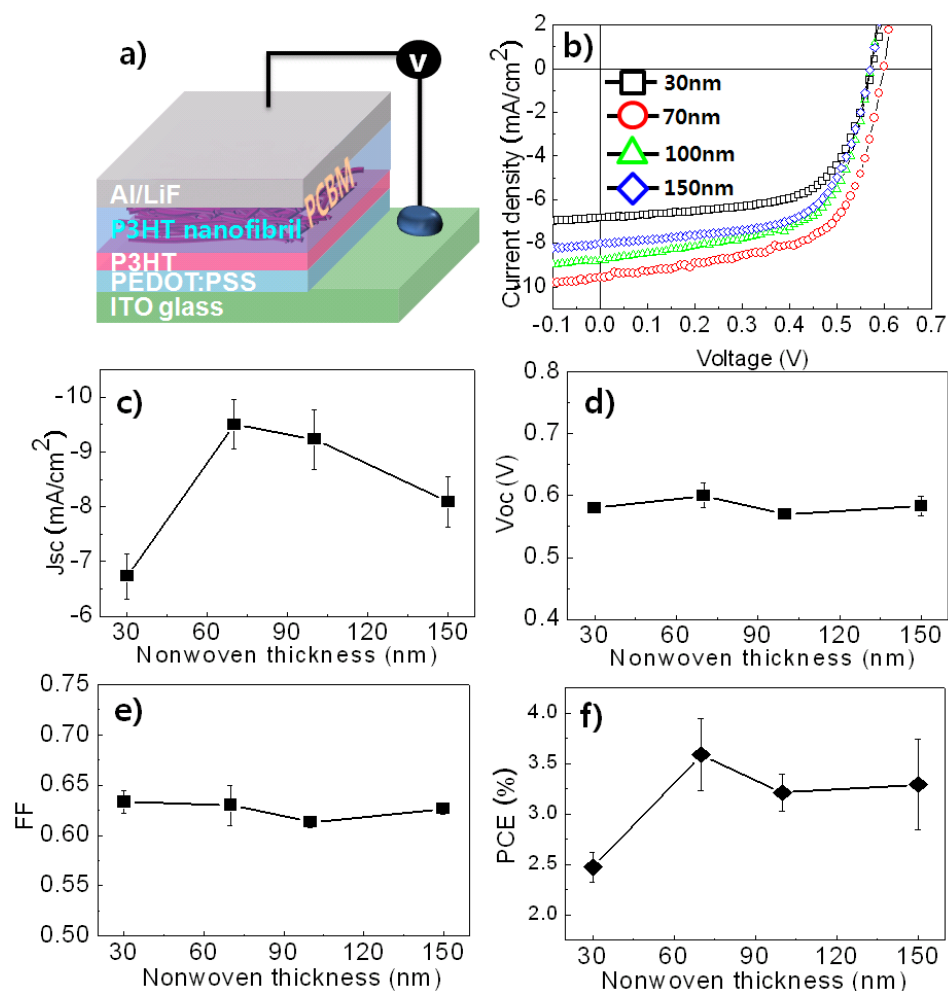 a)
V
Al/LiF
PCBM
P3HT nanofibril
P3HT
PEDOT:PSS
ITO glass
b)
Current density (mA/cm2)
2
0
-2
-4
-6
-8
10
30nm
70nm
100nm
150nm
-0.1 0.0 0.1 0.2 0.3 0.4 0.5 0.6 0.7
Voltage (V)
c)
Jsc (mA/cm2)
-10
-9
-8
-7
-6
30 60 90 120 150
Nonwoven thickness (nm)
d)
Voc (V)
0.8
0.7
0.6
0.5
0.4
30 60 90 120 150
Nonwoven thickness (nm)
e)
FF
0.75
0.70
0.65
0.60
0.55
0.50
30 60 90 120 150
Nonwoven thickness (nm)
f)
PCE (%)
4.0
3.5
3.0
2.5
2.0
30 60 90 120 150
Nonwoven thickness (nm)